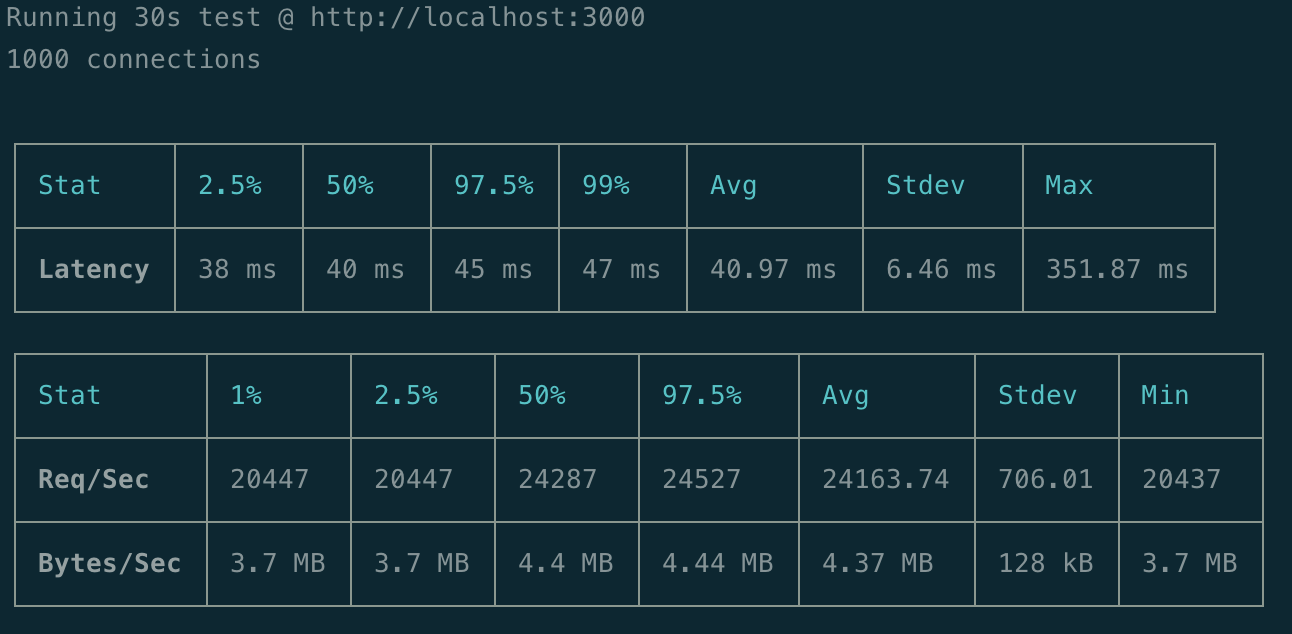 Running 30s test @ http://localhost:3000
1000 connections
Stat 2.5% 50% 97.5% 99% Avg Stdev Max
Latency 38 ms 40 ms 45 ms 47 ms 40.97 ms 6.46 ms 351.87 ms
Stat 1% 2.5% 50% 97.5% Avg Stdev Min
Req/Sec 20447 20447 24287 24527 24163.74 706.01 20437
Bytes/Sec 3.7 MB 3.7 MB 4.4 MB 4.44 MB 4.37 MB 128 kB 3.7 MB